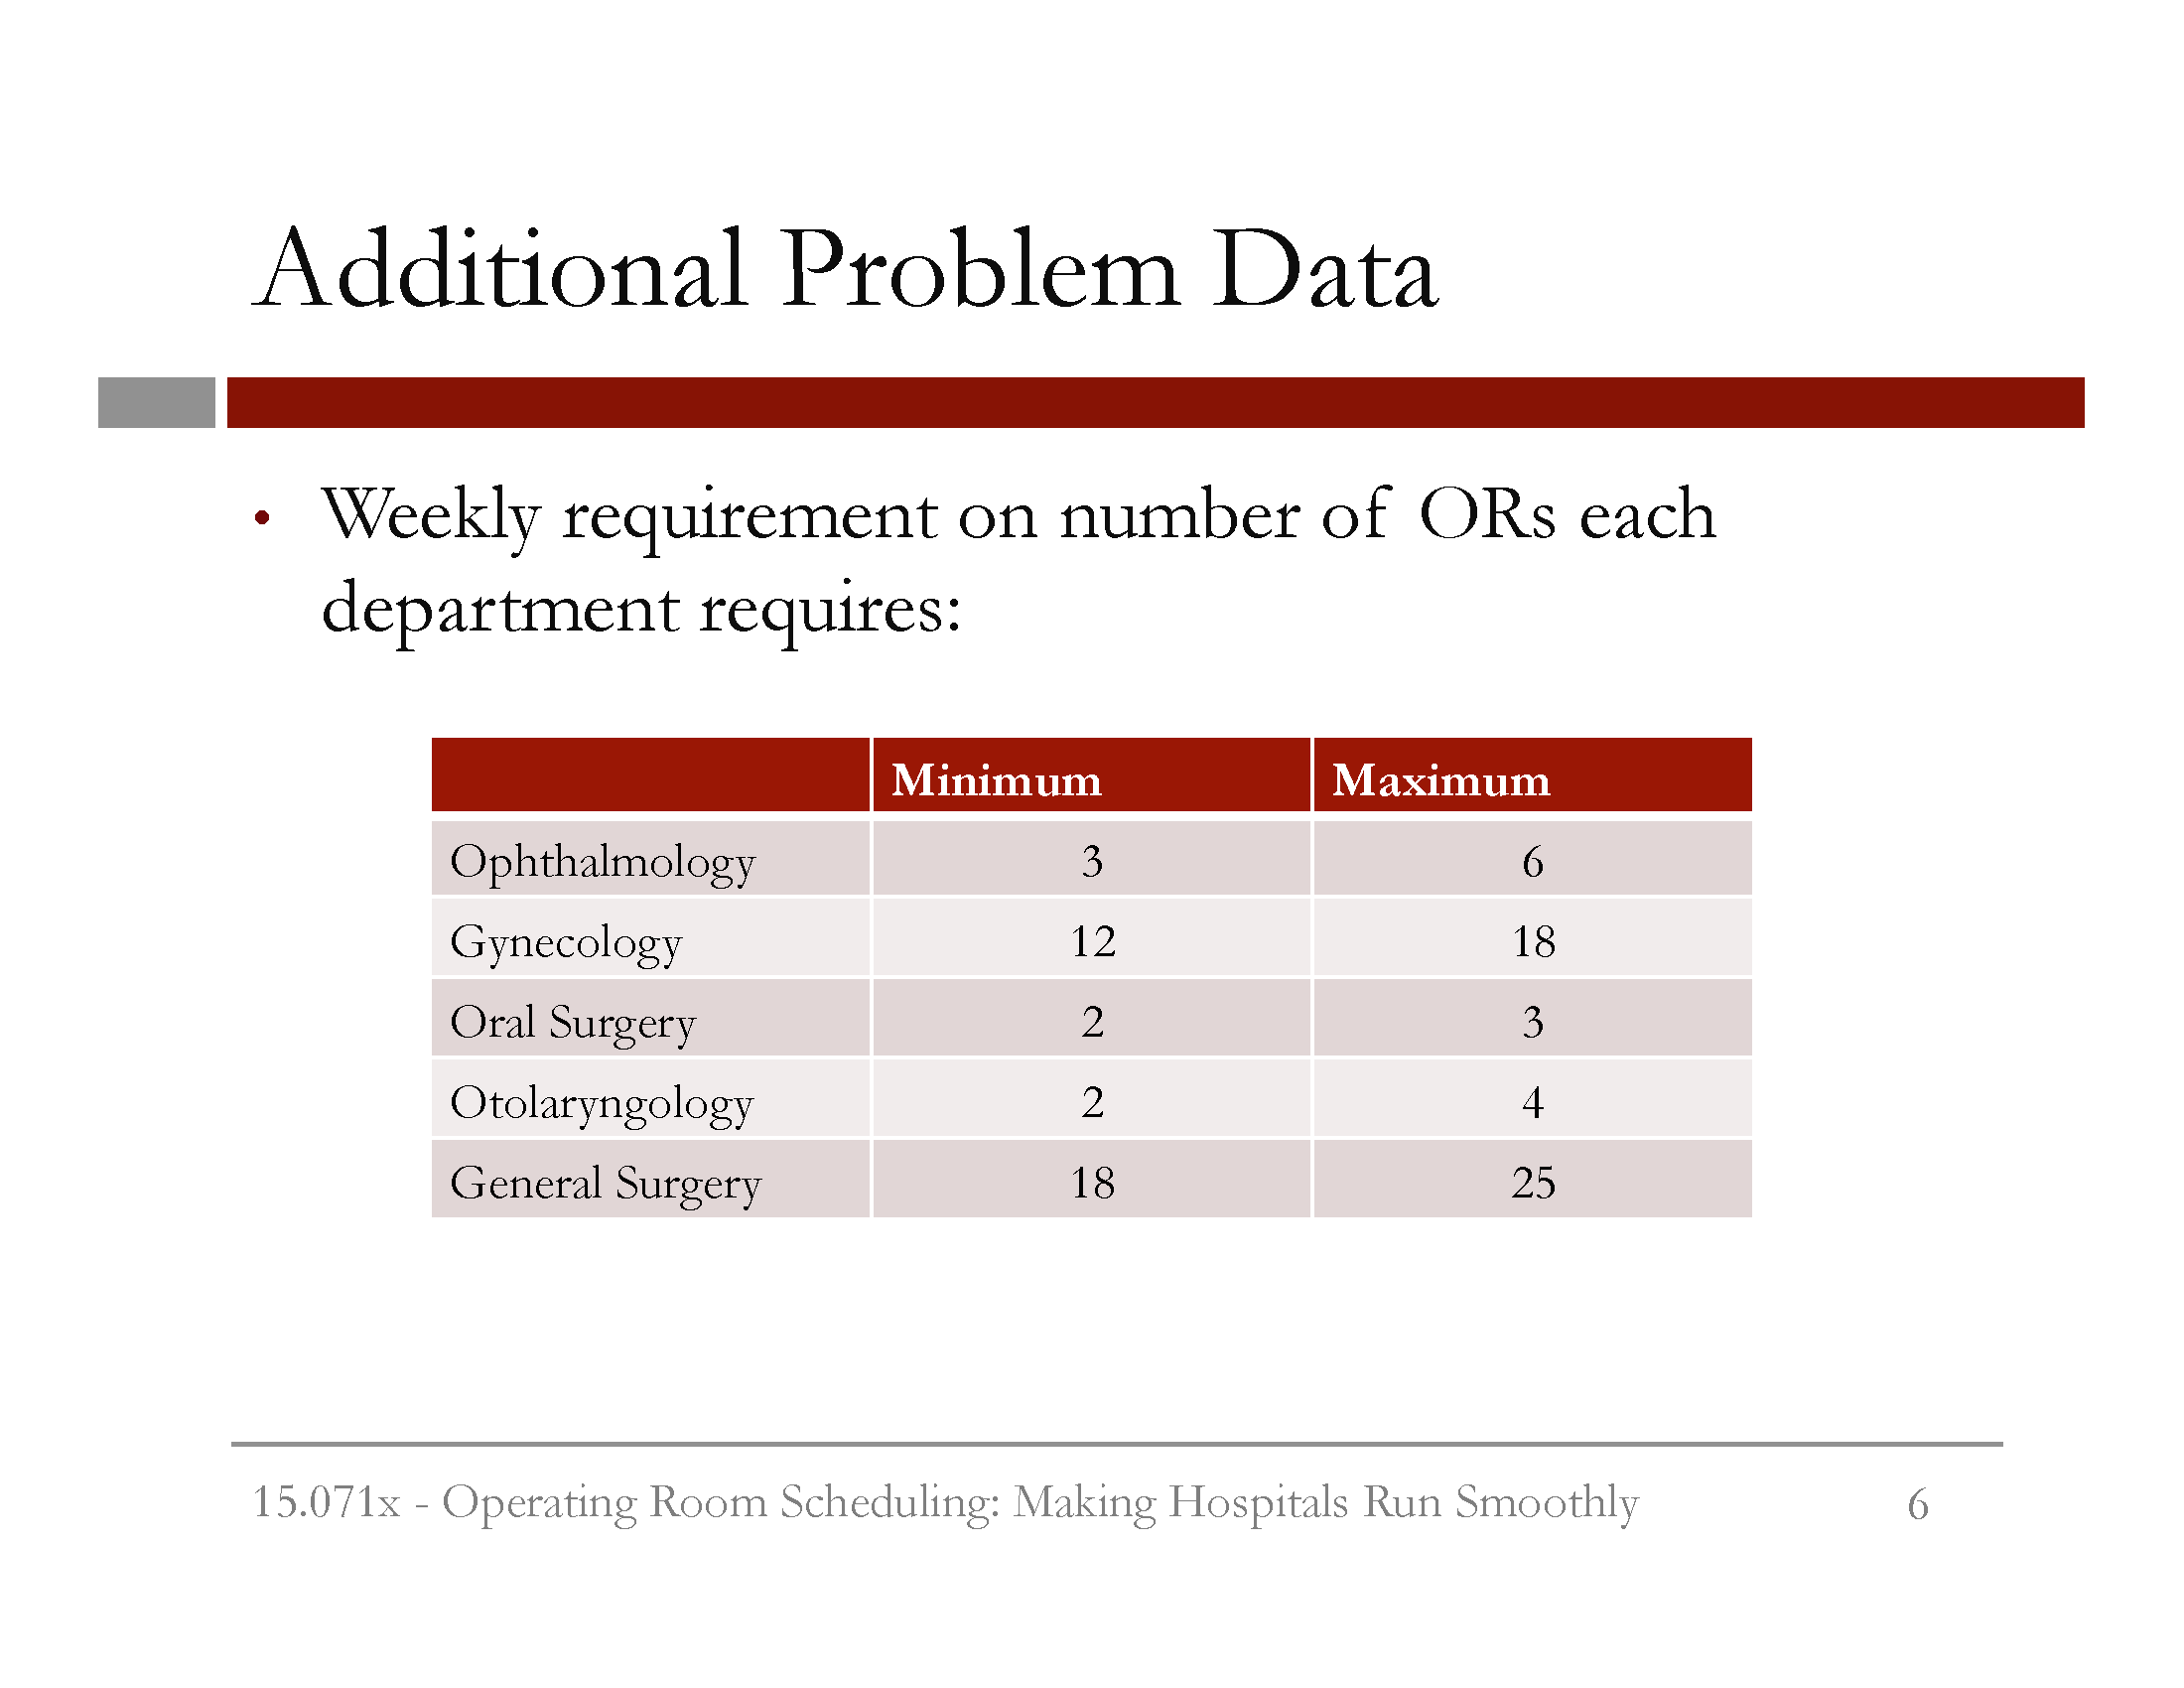 Additional Problem Data
• Weekly requirement on number of ORs each
department requires:
Minimum Maximum
Ophthalmology 3 6
Gynecology 12 18
Oral Surgery 2 3
Otolaryngology 2 4
General Surgery 18 25
15.071x - Operating Room Scheduling: Making Hospitals Run Smoothly 6